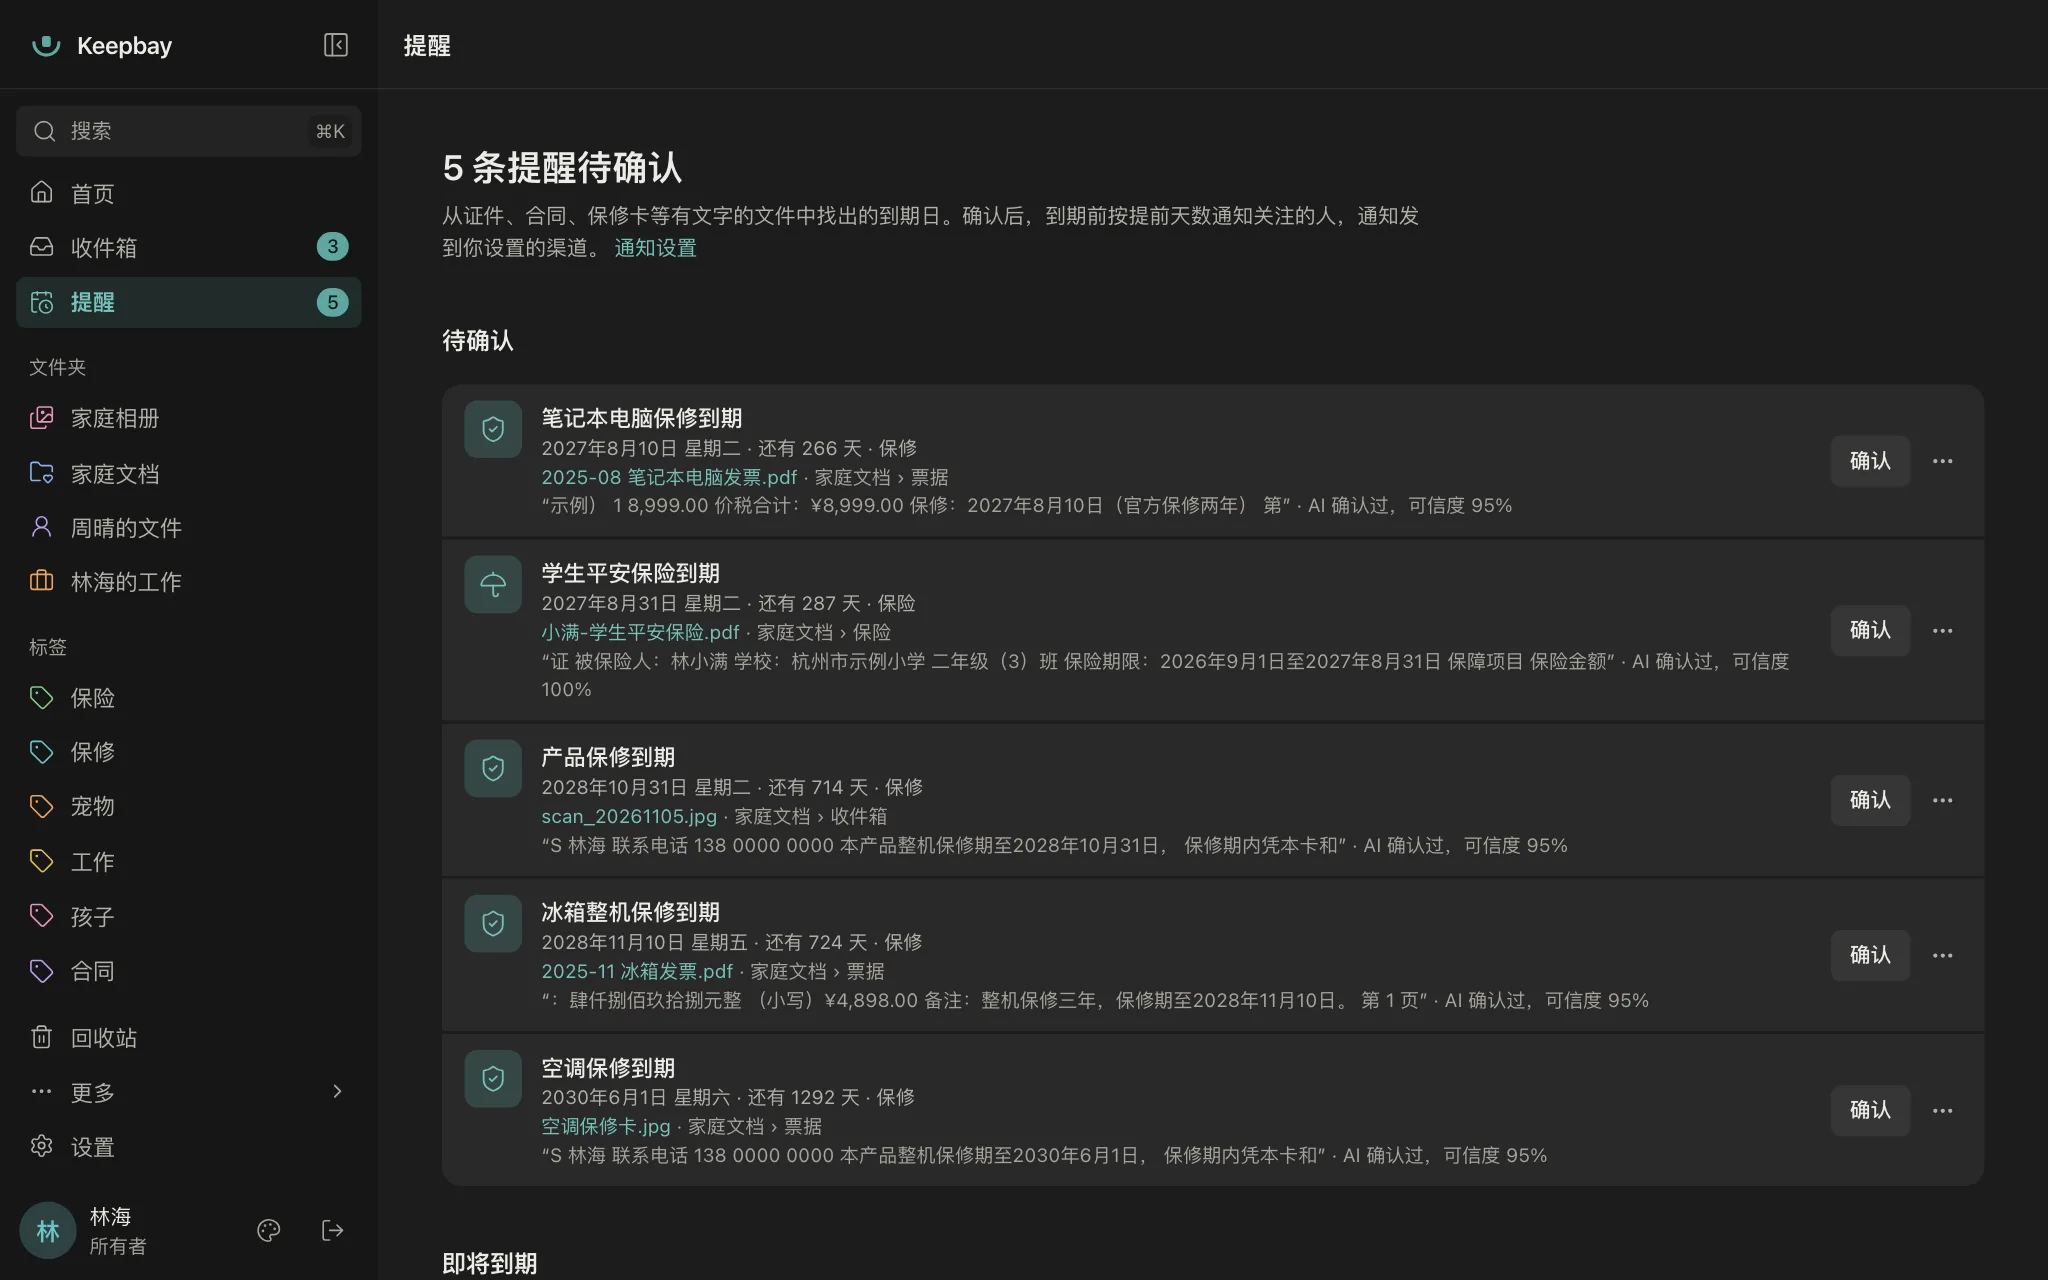 Keepbay
搜索
⌘K
首页
收件箱
3
提醒
5
文件夹
家庭相册
家庭文档
周晴的文件
林海的工作
标签
保险
保修
宠物
工作
孩子
合同
回收站
更多
设置
林
林海
所有者
提醒
5 条提醒待确认
从证件、合同、保修卡等有文字的文件中找出的到期日。确认后，到期前按提前天数通知关注的人，通知发
到你设置的渠道。 通知设置
待确认
笔记本电脑保修到期
2027年8月10日 星期二 · 还有 266 天 · 保修
2025-08 笔记本电脑发票.pdf · 家庭文档 › 票据
“示例） 1 8,999.00 价税合计：¥8,999.00 保修：2027年8月10日（官方保修两年） 第” · AI 确认过，可信度 95%
确认
学生平安保险到期
2027年8月31日 星期二 · 还有 287 天 · 保险
小满-学生平安保险.pdf · 家庭文档 › 保险
“证 被保险人：林小满 学校：杭州市示例小学 二年级（3）班 保险期限：2026年9月1日至2027年8月31日 保障项目 保险金额” · AI 确认过，可信度
100%
确认
产品保修到期
2028年10月31日 星期二 · 还有 714 天 · 保修
scan_20261105.jpg · 家庭文档 › 收件箱
“S 林海 联系电话 138 0000 0000 本产品整机保修期至2028年10月31日， 保修期内凭本卡和” · AI 确认过，可信度 95%
确认
冰箱整机保修到期
2028年11月10日 星期五 · 还有 724 天 · 保修
2025-11 冰箱发票.pdf · 家庭文档 › 票据
“：肆仟捌佰玖拾捌元整 （小写）¥4,898.00 备注：整机保修三年，保修期至2028年11月10日。 第 1 页” · AI 确认过，可信度 95%
确认
空调保修到期
2030年6月1日 星期六 · 还有 1292 天 · 保修
空调保修卡.jpg · 家庭文档 › 票据
“S 林海 联系电话 138 0000 0000 本产品整机保修期至2030年6月1日， 保修期内凭本卡和” · AI 确认过，可信度 95%
确认
即将到期